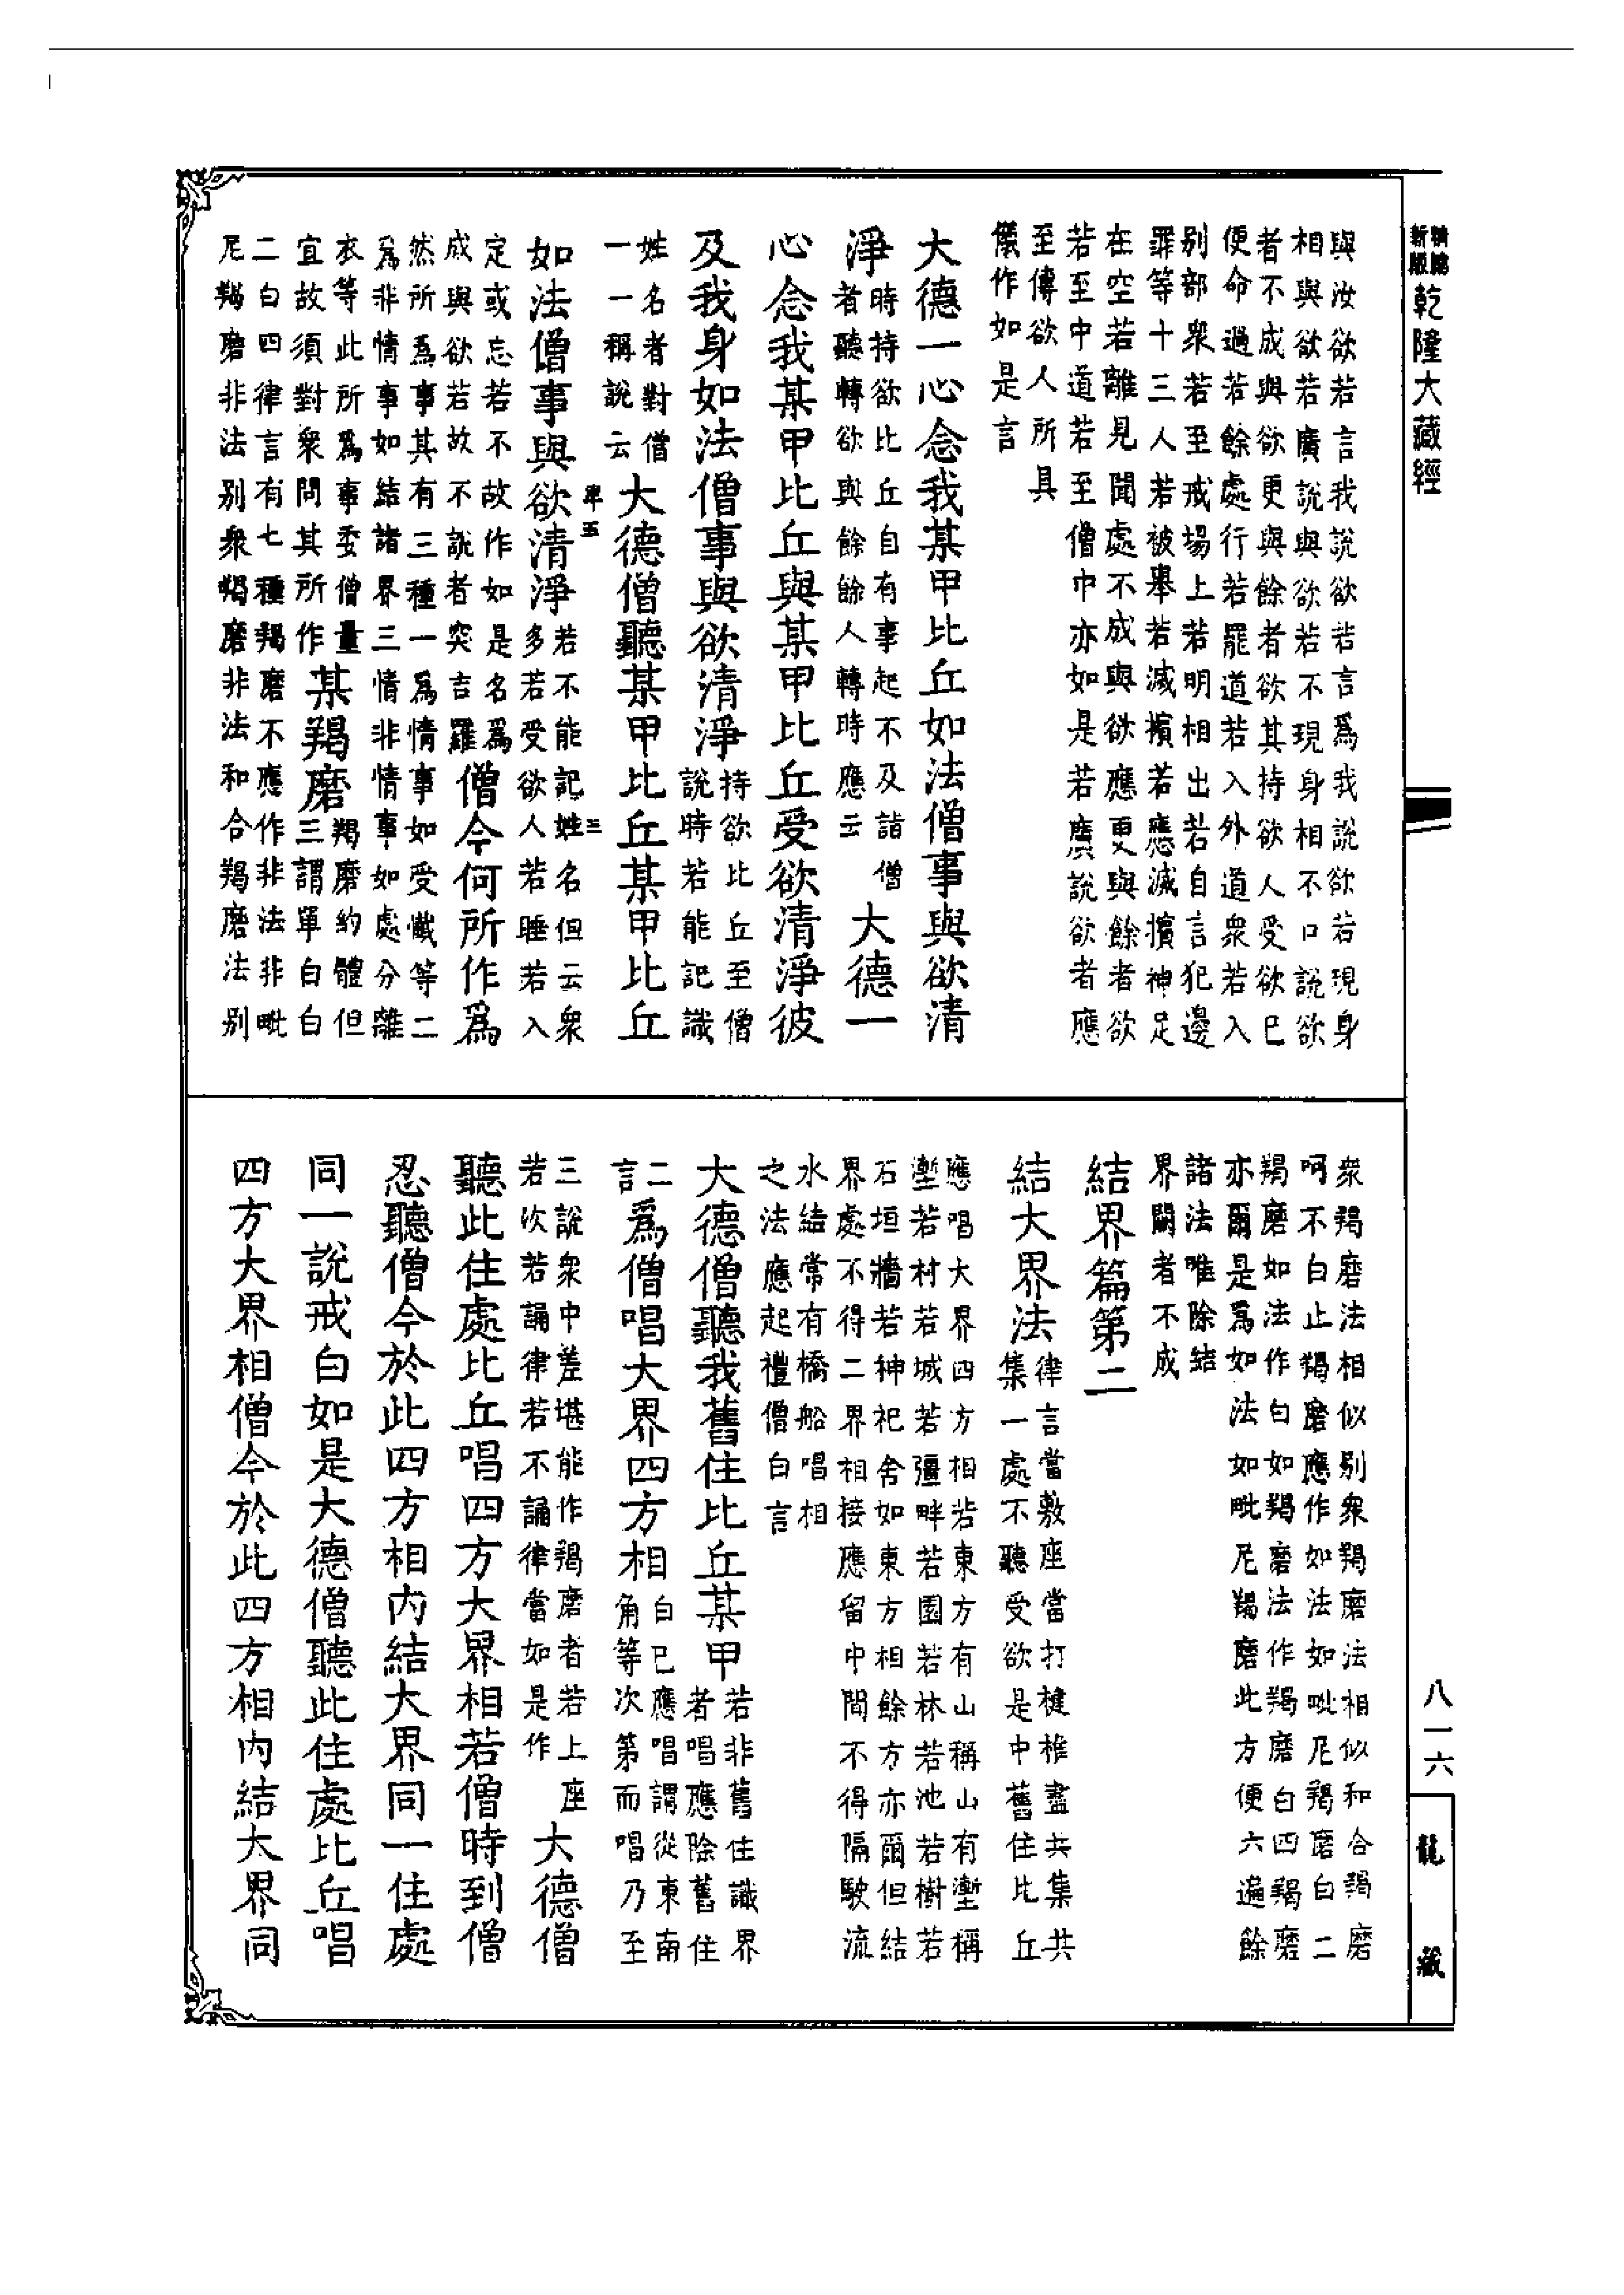 乾隆大藏經
與汝欲若言我說欲若言爲我說欲若現身
相與欲若廣說與欲若不現身相不口說欲
者不成與欲更與餘者欲其持欲人受欲已
便命過若餘處行若罷道若入外道衆若入
別部衆若至戒場上若明相出若自言犯邊
罪等十三人若被舉若滅擯若應滅擯神足
在空若離見聞處不成與欲應更與餘者欲
若至中道若至僧中亦如是若廣說欲者應
至傳欲人所具
儀作如是言
大德一心念我某甲比丘如法僧事與欲清
淨時持欲比丘自有事起不及詣僧
者聽轉欲與餘餘人轉時應云大德一
心念我某甲比丘與某甲比丘受欲清淨彼
及我身如法僧事與欲清淨持欲比丘至僧
說時若能記識
姓名者對僧
一一稱說云大德僧聽某甲比丘某甲比丘
如法僧事與欲清淨若不能記姓名但云衆
多若受欲人若睡若入
定或忘若不故作如是名爲
成與欲若故不說者突吉羅僧今何所作爲
然所爲事其有三種一爲情事如受懺等二
爲非情事如結諸界三情非情事如處分離
衣等此所爲事委僧量
宜故須對衆問其所作某羯磨羯磨約體但
三謂單白白
二白四律言有七種羯磨不應作非法非毗
尼羯磨非法別衆羯磨非法和合羯磨法別
衆羯磨法相似別衆羯磨法相似和合羯磨
呵不白止羯磨應作如法如毗尼羯磨白二
羯磨如法作白如羯磨法作羯磨白四羯磨
亦爾是爲如法如毗尼羯磨此方便六遍餘
諸法唯除結
界鬪者不成
結界篇第二
結大界法律言當敷座當打楗椎盡共集共
集一處不聽受欲是中舊住比丘
應唱大界四方相若東方有山稱山有塹稱
塹若村若城若疆畔若園若林若池若樹若
石垣牆若神祀舍如東方相餘方亦爾但結
界處不得二界相接應留中間不得隔駛流
水結常有橋船唱相
之法應起禮僧白言
大德僧聽我舊住比丘某甲若非舊住識界
者唱應除舊住
二
言爲僧唱大界四方相白已應唱謂從東南
角等次第而唱乃至
三說衆中差堪能作羯磨者若上座
若次若誦律若不誦律當如是作大德僧
聽此住處比丘唱四方大界相若僧時到僧
忍聽僧今於此四方相內結大界同一住處
同一說戒白如是大德僧聽此住處比丘唱
四方大界相僧今於此四方相內結大界同
八一六
龍藏